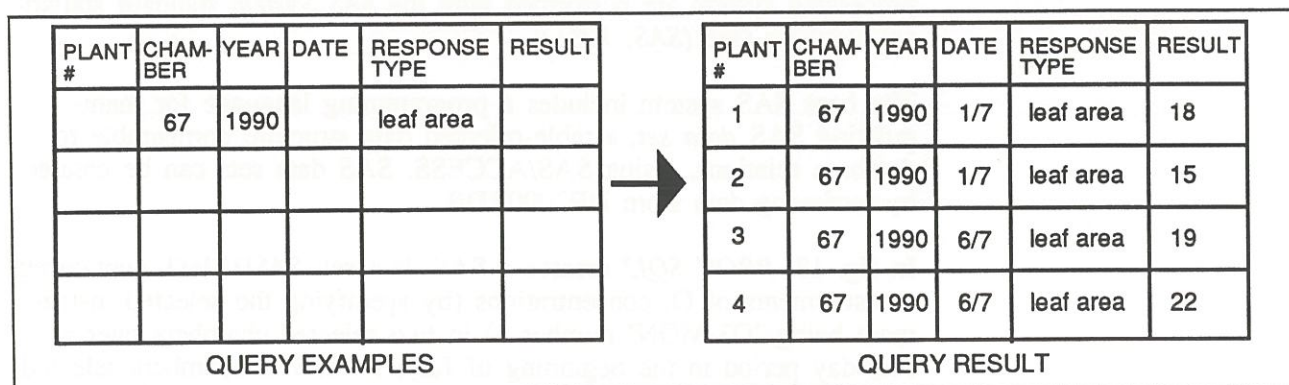 PLANT # CHAM-BER YEAR DATE RESPONSE TYPE RESULT
67 1990 leaf area
QUERY EXAMPLES
PLANT # CHAM-BER YEAR DATE RESPONSE TYPE RESULT
1 67 1990 1/7 leaf area 18
2 67 1990 1/7 leaf area 15
3 67 1990 6/7 leaf area 19
4 67 1990 6/7 leaf area 22
QUERY RESULT